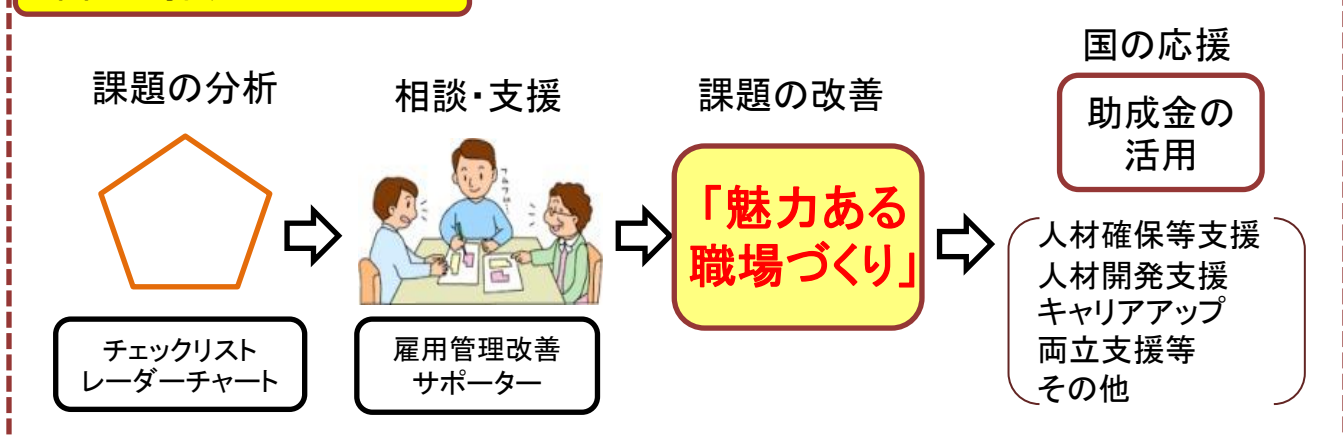 課題の分析
チェックリスト
レーダーチャート
相談・支援
フムフム…
雇用管理改善
サポーター
課題の改善
「魅力ある
職場づくり」
国の応援
助成金の
活用
人材確保等支援
人材開発支援
キャリアアップ
両立支援等
その他